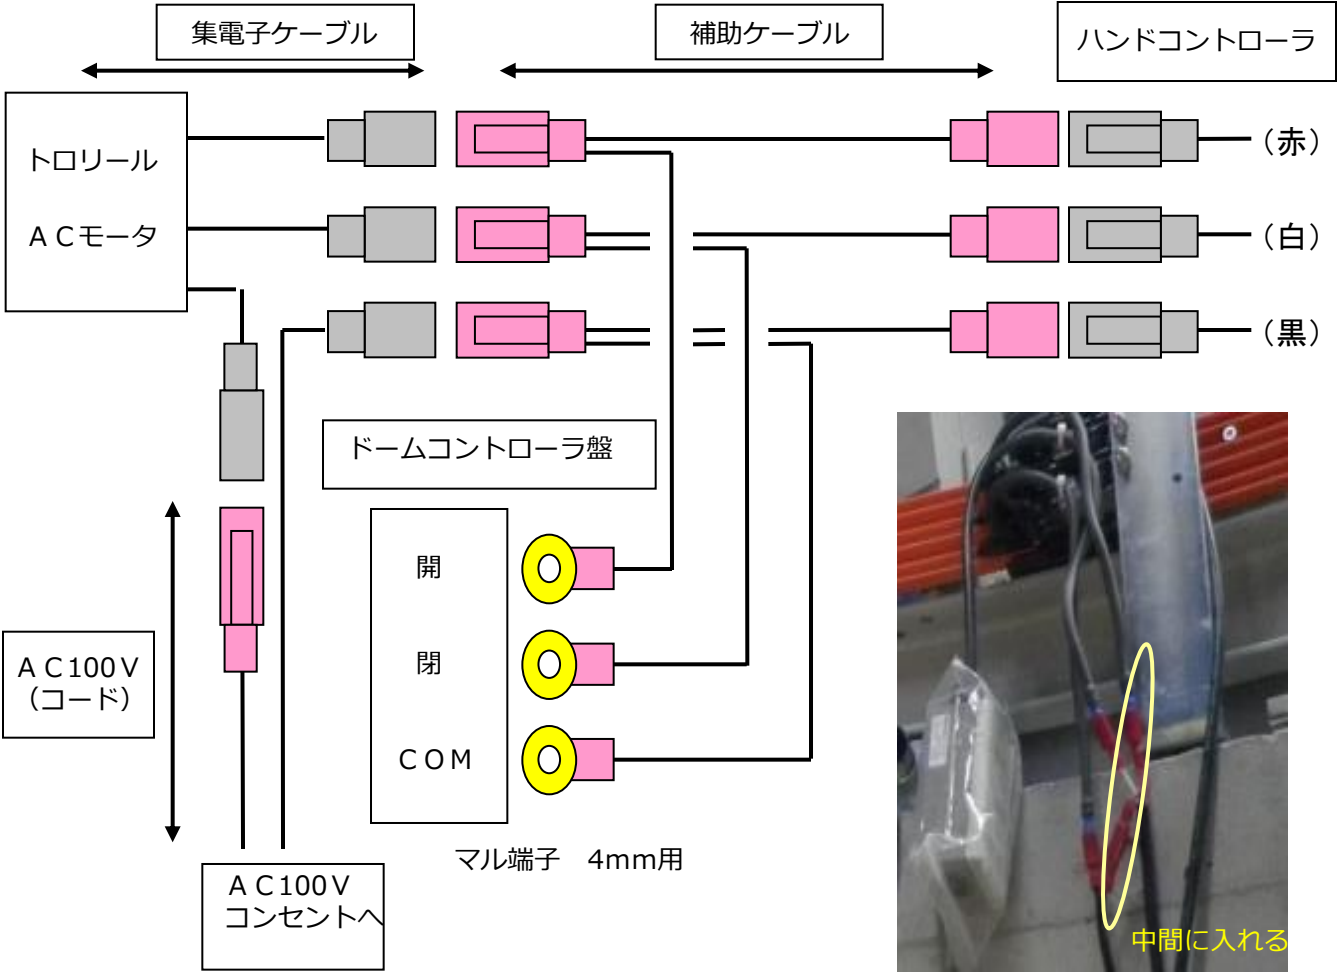 集電子ケーブル
補助ケーブル
ハンドコントローラ
トロリール
ＡＣモータ
（赤）
（白）
（黒）
ドームコントローラ盤
開
閉
ＣＯＭ
ＡＣ100Ｖ
（コード）
マル端子　4mm用
ＡＣ100Ｖ
コンセントへ
中間に入れる